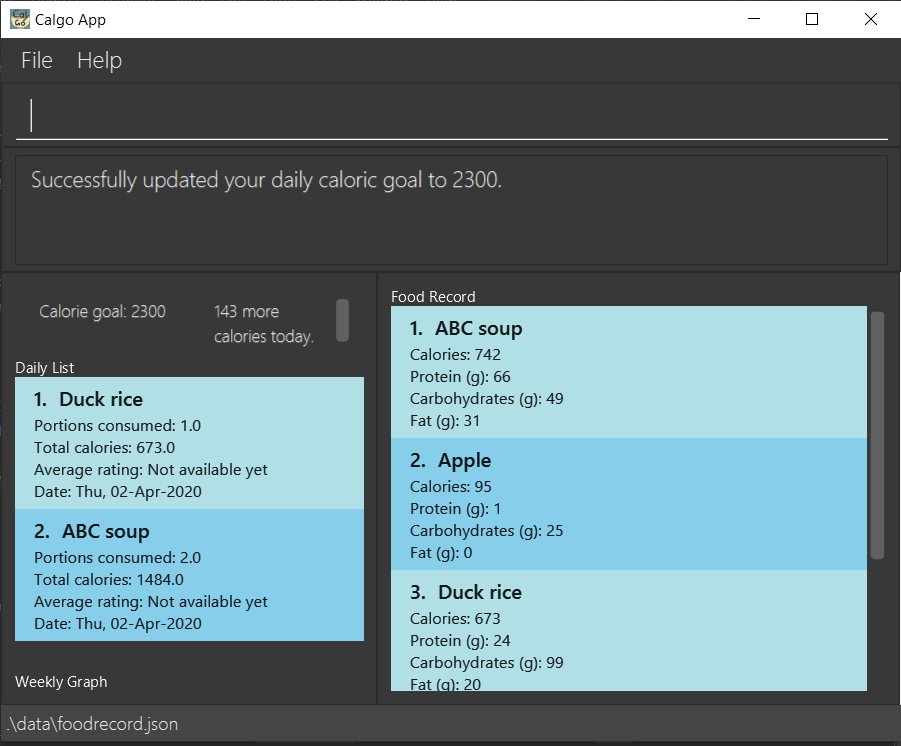 Calgo App
File Help
Successfully updated your daily caloric goal to 2300.
Calorie goal: 2300
143 more
calories today.
Daily List
1. Duck rice
Portions consumed: 1.0
Total calories: 673.0
Average rating: Not available yet
Date: Thu, 02-Apr-2020
2. ABC soup
Portions consumed: 2.0
Total calories: 1484.0
Average rating: Not available yet
Date: Thu, 02-Apr-2020
Weekly Graph
Food Record
1. ABC soup
Calories: 742
Protein (g): 66
Carbohydrates (g): 49
Fat (g): 31
2. Apple
Calories: 95
Protein (g): 1
Carbohydrates (g): 25
Fat (g): 0
3. Duck rice
Calories: 673
Protein (g): 24
Carbohydrates (g): 99
Fat (g): 20
.\data\foodrecord.json